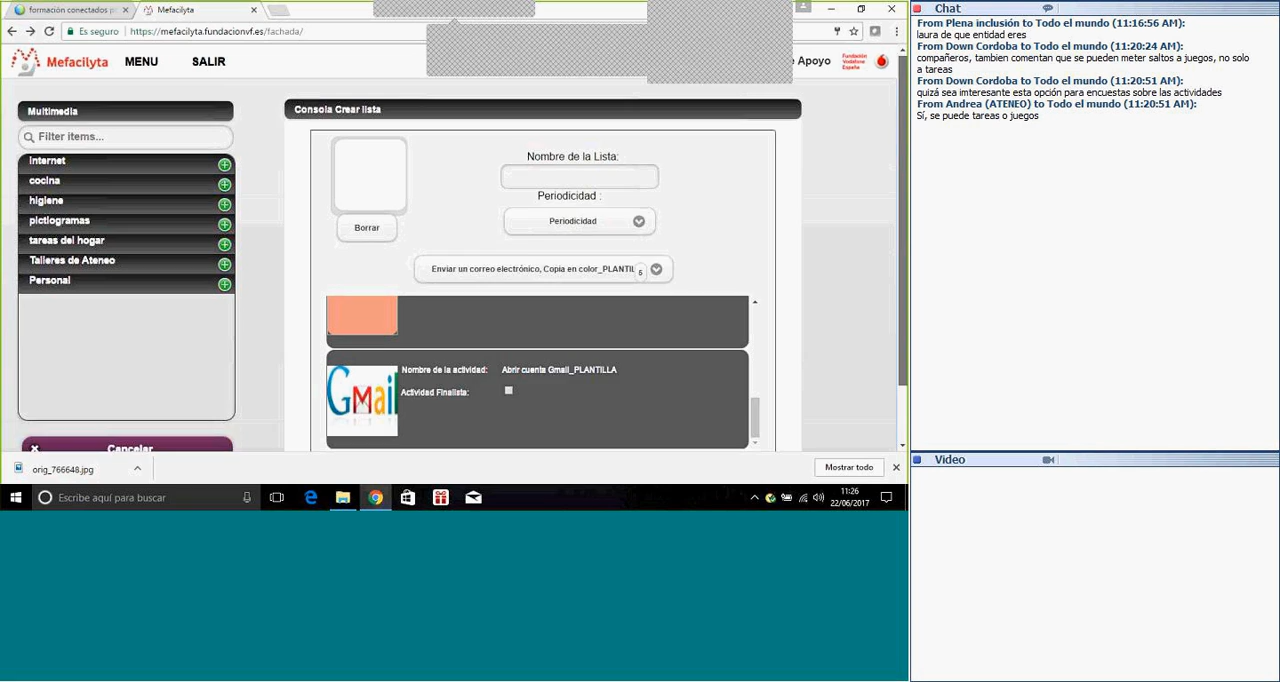 formación conectados p
Mefacilyta
Es seguro
https://mefacilyta.fundacionvf.es/fachada/
Mefacilyta
MENU
SALIR
Apoyo
Fundación
Vodafone
España
Multimedia
Filter items...
internet
cocina
higiene
pictiogramas
tareas del hogar
Talleres de Ateneo
Personal
Cancelar
Consola Crear lista
Nombre de la Lista:
Periodicidad :
Borrar
Periodicidad
Enviar un correo electrónico, Copia en color_PLANTIL
Gmail
Nombre de la actividad: Abrir cuenta Gmail_PLANTILLA
Actividad Finalista:
orig_766648.jpg
Mostrar todo
Escribe aquí para buscar
11:26
22/06/2017
Chat
From Plena inclusión to Todo el mundo (11:16:56 AM):
laura de que entidad eres
From Down Cordoba to Todo el mundo (11:20:24 AM):
compañeros, tambien comentan que se pueden meter saltos a juegos, no solo
a tareas
From Down Cordoba to Todo el mundo (11:20:51 AM):
quizá sea interesante esta opción para encuestas sobre las actividades
From Andrea (ATENEO) to Todo el mundo (11:20:51 AM):
Sí, se puede tareas o juegos
Video